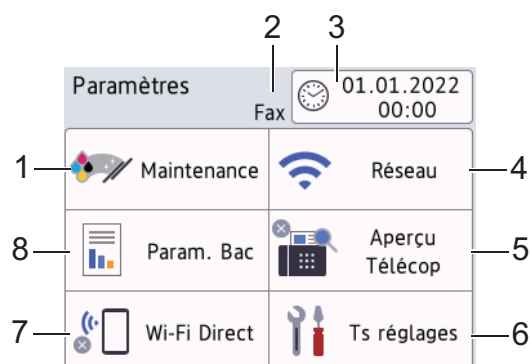 2 3
Paramètres
Fax
01.01.2022
00:00
1 Maintenance Réseau 4
8 Param. Bac Aperçu
Télécop 5
7 Wi-Fi Direct Ts réglages 6